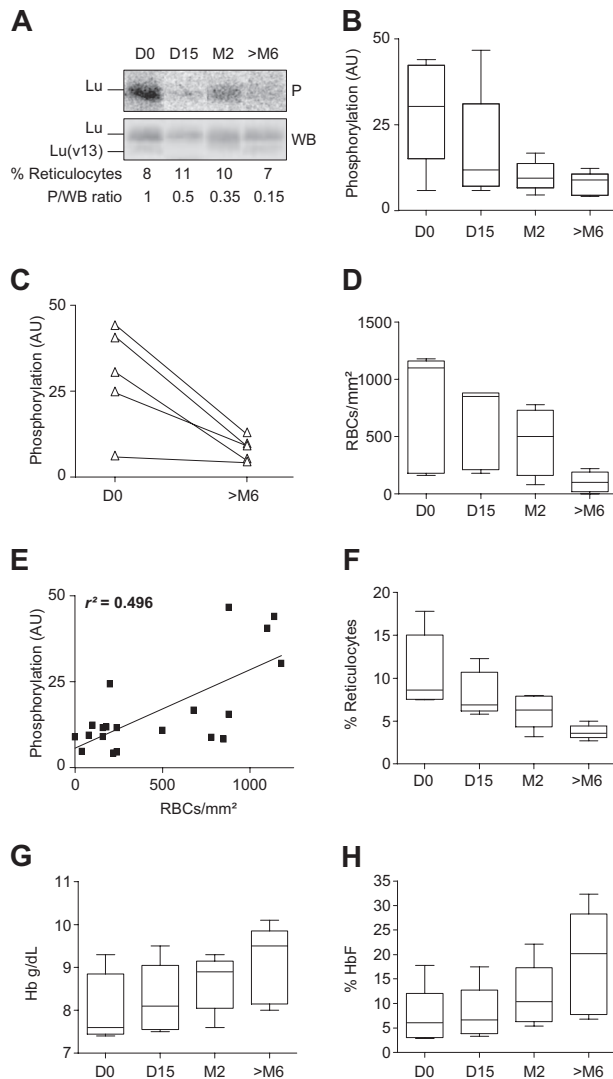 A
D0 D15 M2 >M6
Lu
P
Lu
Lu(v13)
WB
% Reticulocytes 8 11 10 7
P/WB ratio 1 0.5 0.35 0.15
B
Phosphorylation (AU)
50
25
0
D0 D15 M2 >M6
C
Phosphorylation (AU)
50
25
0
D0 >M6
D
RBCs/mm²
1500
1000
500
0
D0 D15 M2 >M6
E
r² = 0.496
Phosphorylation (AU)
50
25
0
0 500 1000
RBCs/mm²
F
% Reticulocytes
20
15
10
5
0
D0 D15 M2 >M6
G
Hb g/dL
11
10
9
8
7
D0 D15 M2 >M6
H
% HbF
35
30
25
20
15
10
5
0
D0 D15 M2 >M6